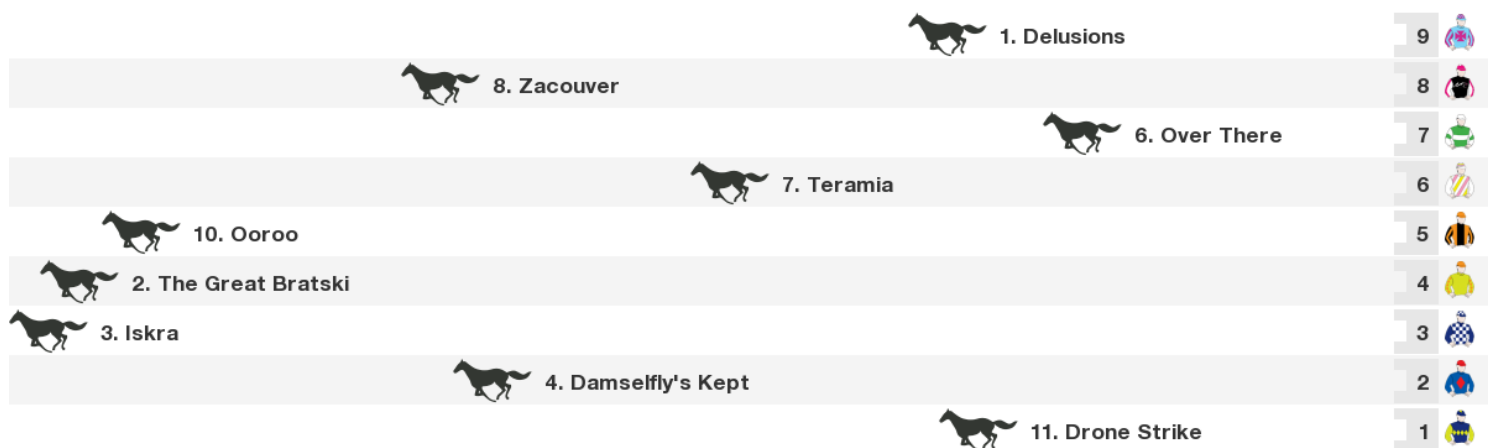 1. Delusions 9
8. Zacouver 8
6. Over There 7
7. Teramia 6
10. Ooroo 5
2. The Great Bratski 4
3. Iskra 3
4. Damselfly's Kept 2
11. Drone Strike 1